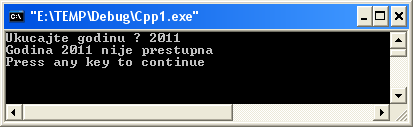 "E:\TEMP\Debug\Cpp1.exe"
Ukucajte godinu ? 2011
Godina 2011 nije prestupna
Press any key to continue